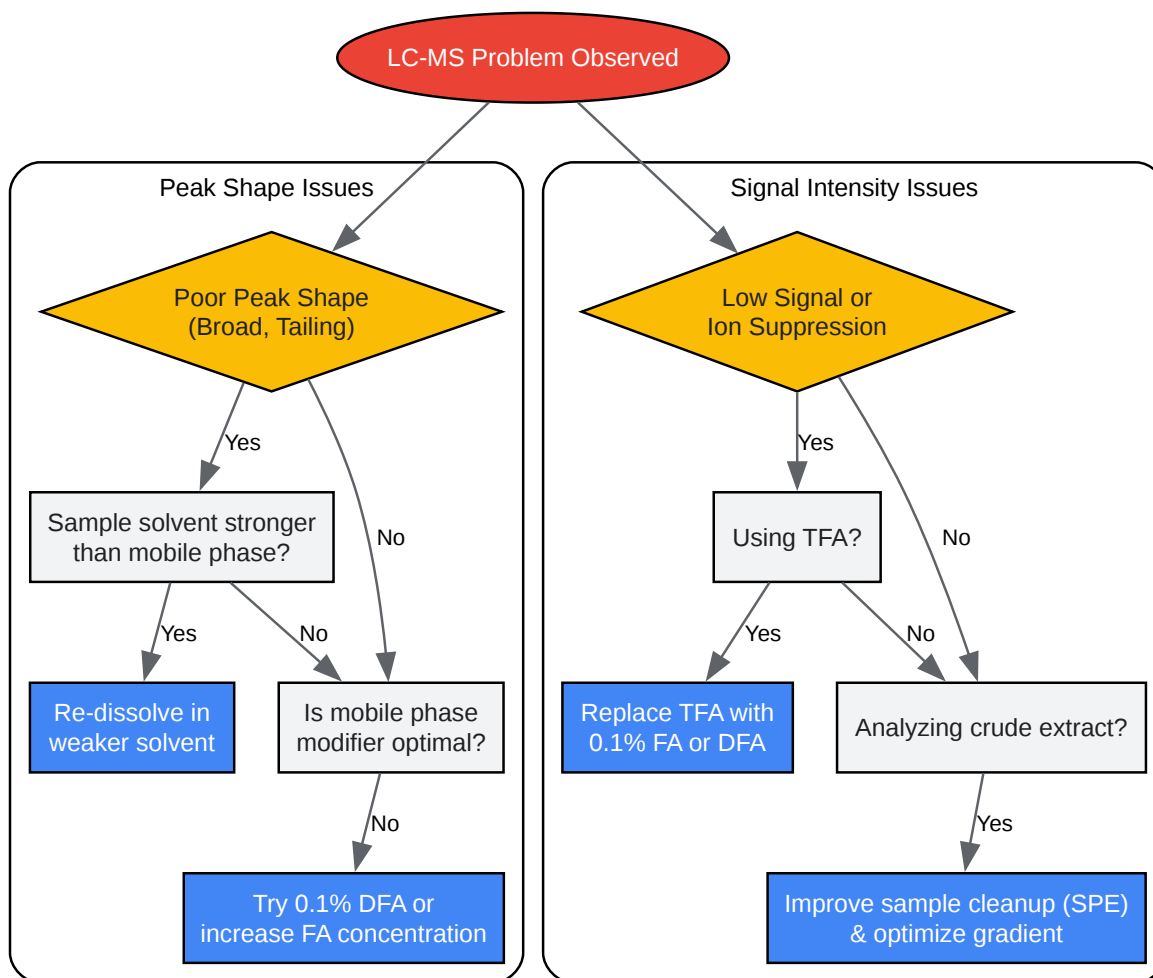 LC-MS Problem Observed
Peak Shape Issues
Poor Peak Shape
(Broad, Tailing)
Yes
No
Sample solvent stronger
than mobile phase?
Yes
No
Re-dissolve in
weaker solvent
Is mobile phase
modifier optimal?
No
Try 0.1% DFA or
increase FA concentration
Signal Intensity Issues
Low Signal or
Ion Suppression
Yes
No
Using TFA?
Yes
No
Replace TFA with
0.1% FA or DFA
Analyzing crude extract?
Yes
Improve sample cleanup (SPE)
& optimize gradient